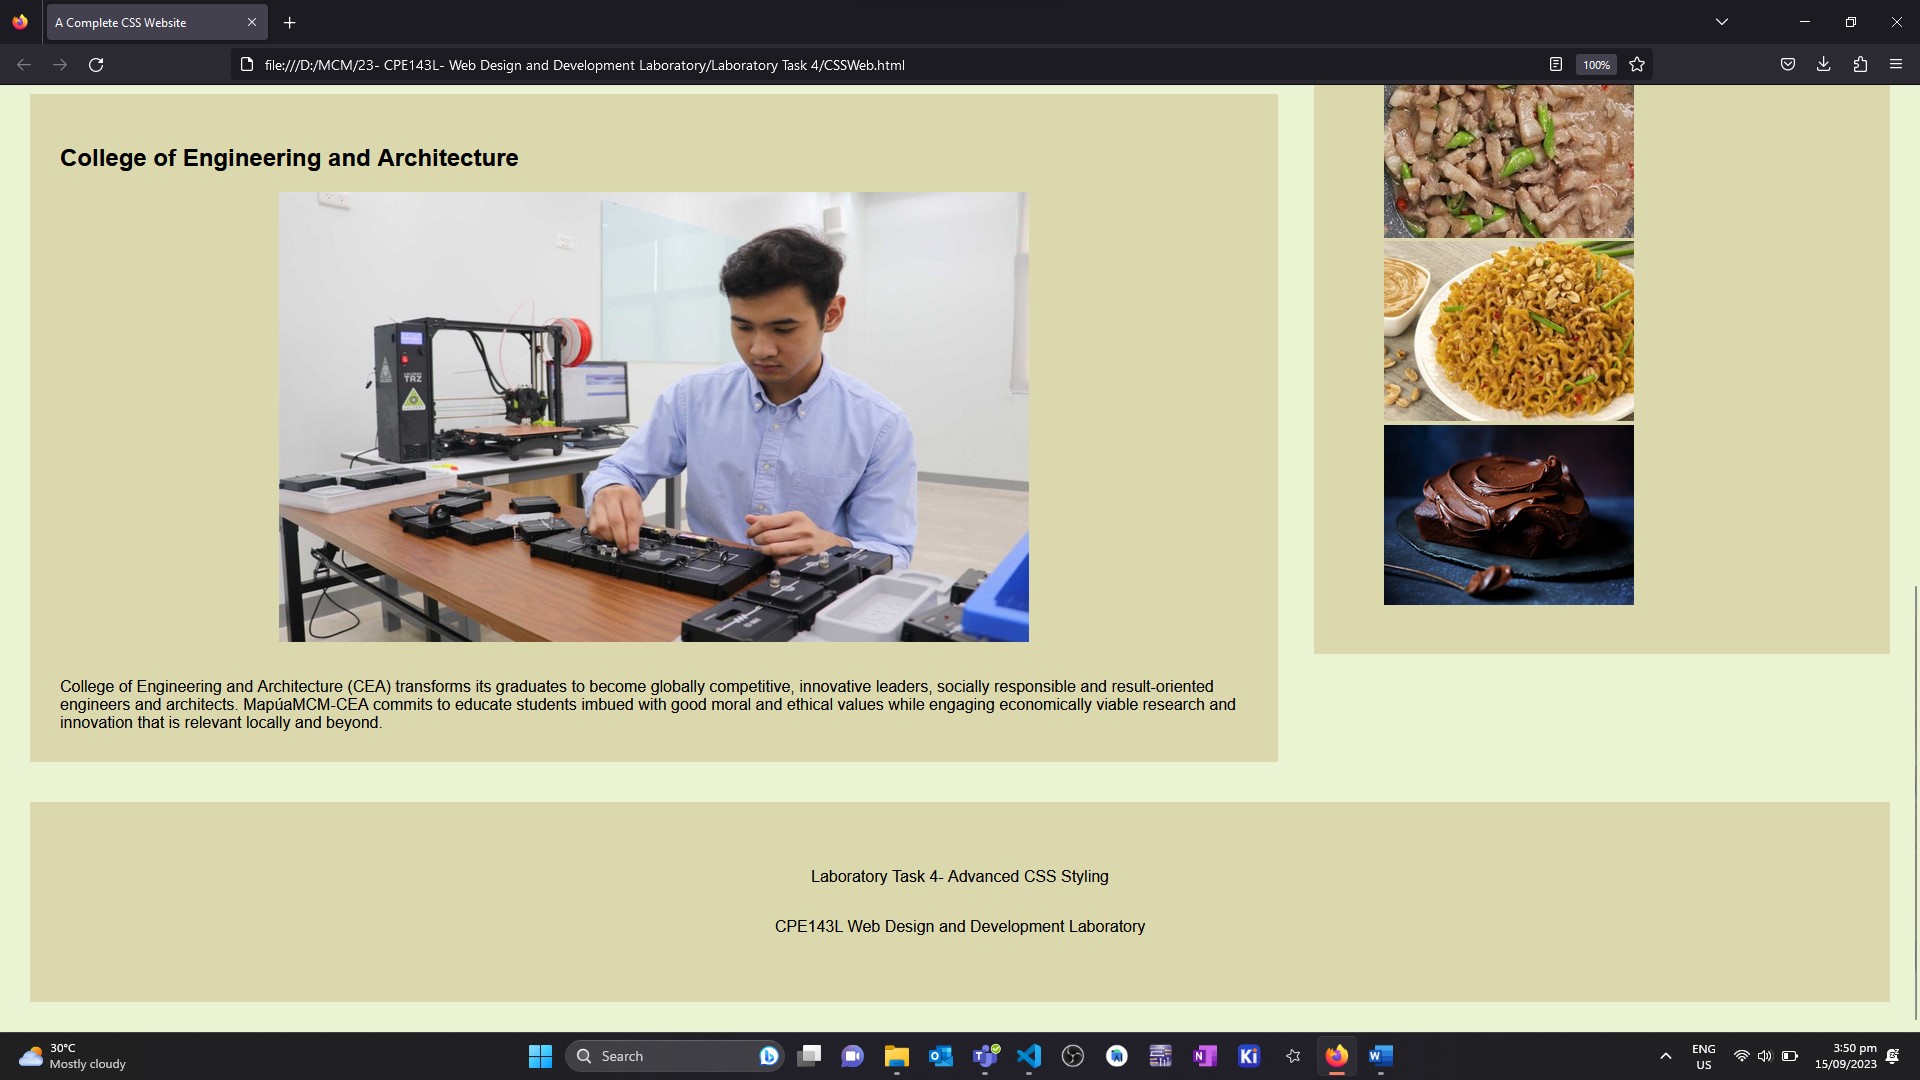 A Complete CSS Website
file:///D:/MCM/23- CPE143L- Web Design and Development Laboratory/Laboratory Task 4/CSSWeb.html
100%
College of Engineering and Architecture
TAZ
College of Engineering and Architecture (CEA) transforms its graduates to become globally competitive, innovative leaders, socially responsible and result-oriented
engineers and architects. MapúaMCM-CEA commits to educate students imbued with good moral and ethical values while engaging economically viable research and
innovation that is relevant locally and beyond.
Laboratory Task 4- Advanced CSS Styling
CPE143L Web Design and Development Laboratory
30°C
Mostly cloudy
Search
Ki
ENG
US
3:50 pm
15/09/2023